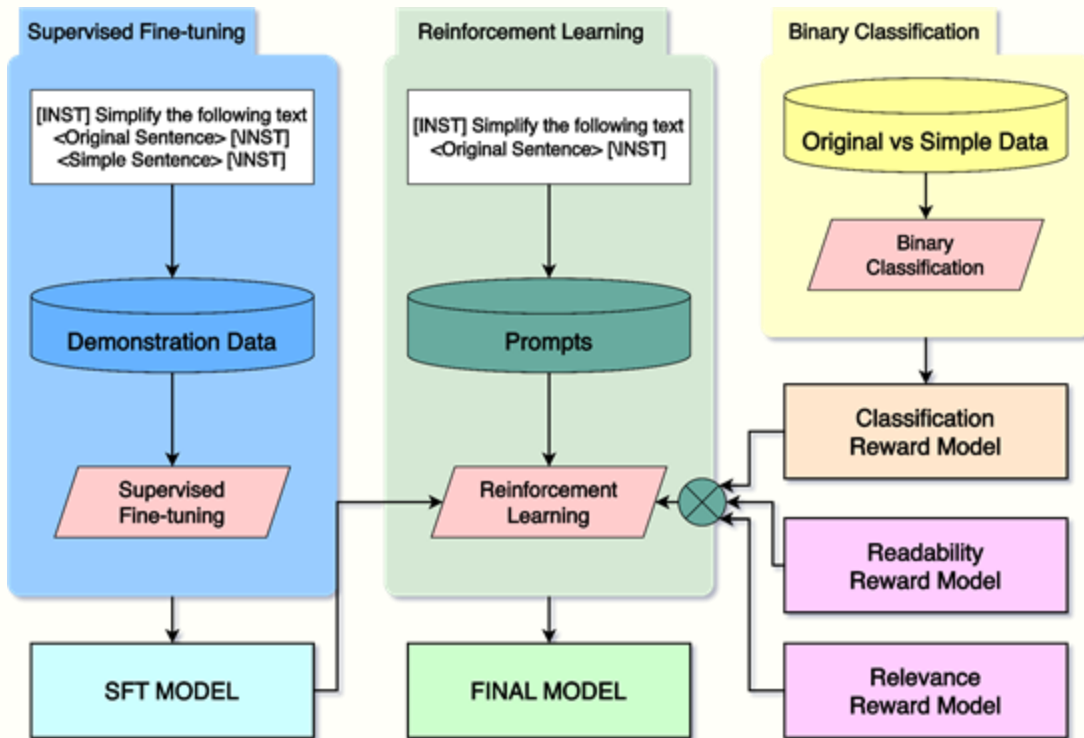 Supervised Fine-tuning
[INST] Simplify the following text
<Original Sentence> [\INST]
<Simple Sentence> [\INST]
Demonstration Data
Supervised
Fine-tuning
SFT MODEL
Reinforcement Learning
[INST] Simplify the following text
<Original Sentence> [\INST]
Prompts
Reinforcement
Learning
FINAL MODEL
Binary Classification
Original vs Simple Data
Binary
Classification
Classification
Reward Model
Readability
Reward Model
Relevance
Reward Model